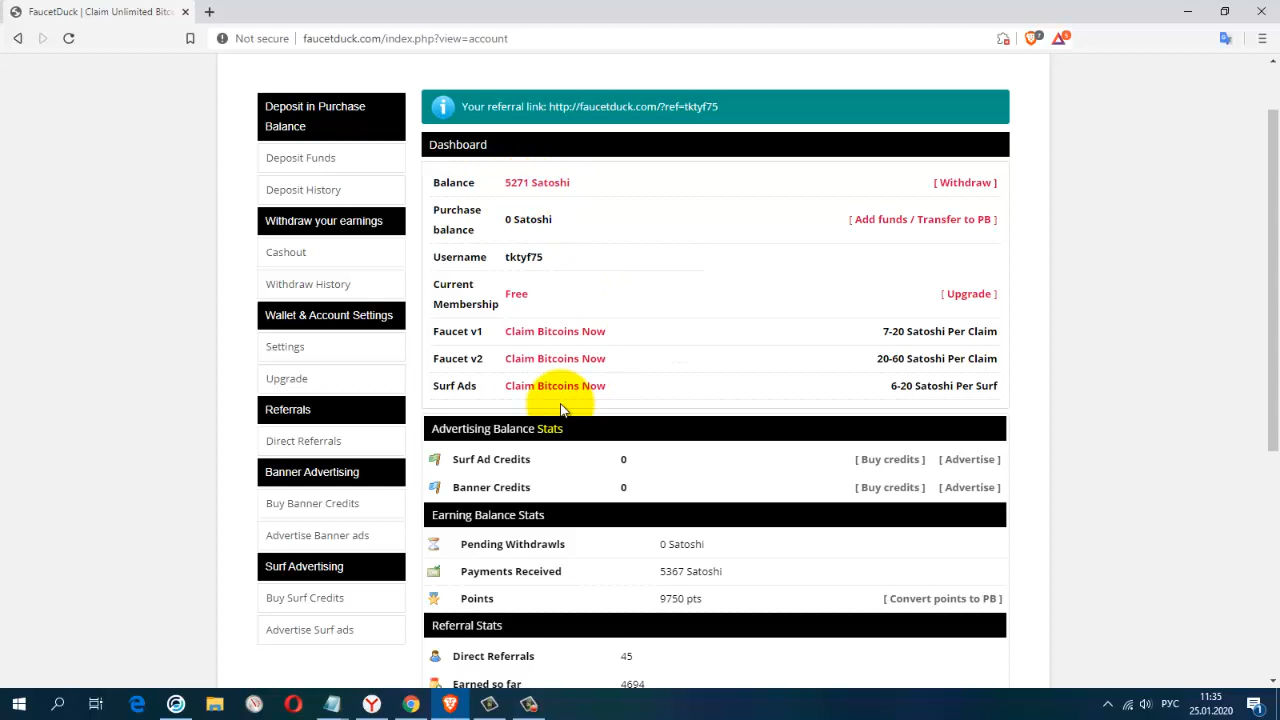 FaucetDuck | Claim Unlimited Bitc
Not secure faucetduck.com/index.php?view=account
7
5
Deposit in Purchase
Balance
Deposit Funds
Deposit History
Withdraw your earnings
Cashout
Withdraw History
Wallet & Account Settings
Settings
Upgrade
Referrals
Direct Referrals
Banner Advertising
Buy Banner Credits
Advertise Banner ads
Surf Advertising
Buy Surf Credits
Advertise Surf ads
Your referral link: http://faucetduck.com/?ref=tktyf75
Dashboard
Balance 5271 Satoshi [ Withdraw ]
Purchase
balance 0 Satoshi [ Add funds / Transfer to PB ]
Username tktyf75
Current
Membership Free [ Upgrade ]
Faucet v1 Claim Bitcoins Now 7-20 Satoshi Per Claim
Faucet v2 Claim Bitcoins Now 20-60 Satoshi Per Claim
Surf Ads Claim Bitcoins Now 6-20 Satoshi Per Surf
Advertising Balance Stats
Surf Ad Credits 0 [ Buy credits ] [ Advertise ]
Banner Credits 0 [ Buy credits ] [ Advertise ]
Earning Balance Stats
Pending Withdrawls 0 Satoshi
Payments Received 5367 Satoshi
Points 9750 pts [ Convert points to PB ]
Referral Stats
Direct Referrals 45
Earned so far 4694
РУС
11:35
25.01.2020